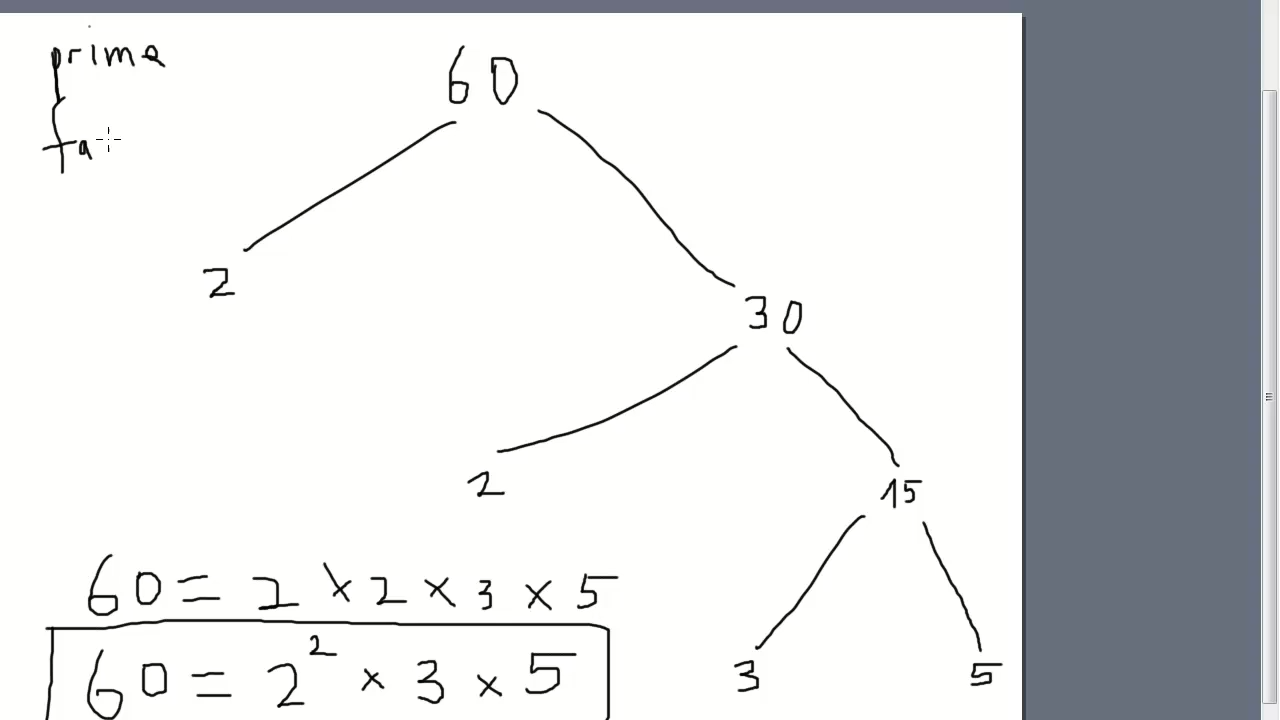 prime
fa
60
2
30
2
15
3 5
60 = 2 × 2 × 3 × 5
60 = 2² × 3 × 5